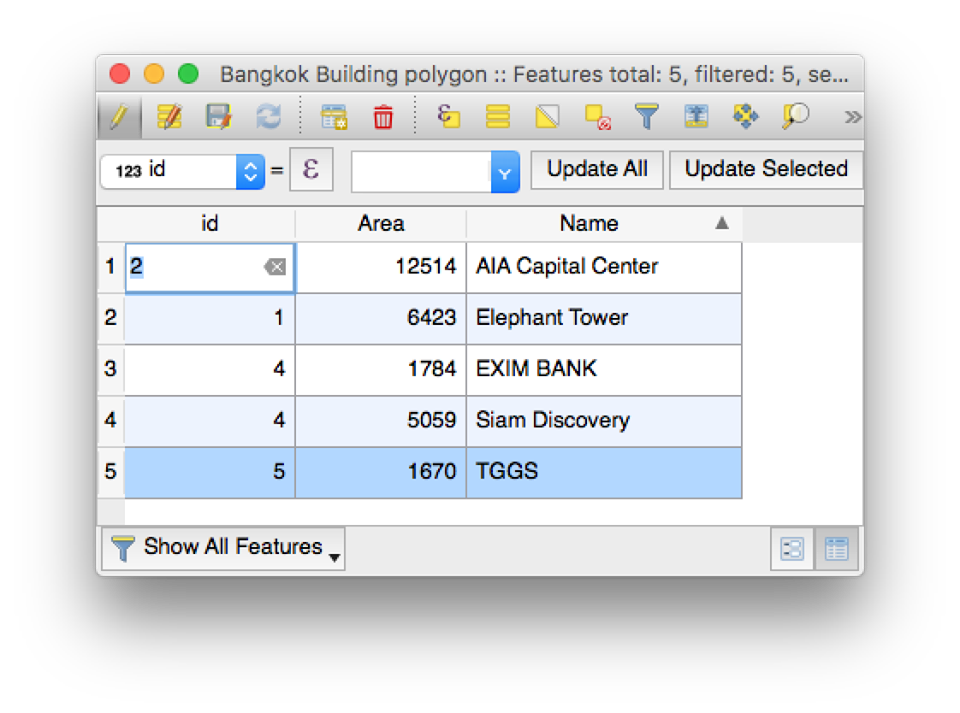 Bangkok Building polygon :: Features total: 5, filtered: 5, se...
123 id = ε Update All Update Selected
id Area Name
1 2 12514 AIA Capital Center
2 1 6423 Elephant Tower
3 4 1784 EXIM BANK
4 4 5059 Siam Discovery
5 5 1670 TGGS
Show All Features